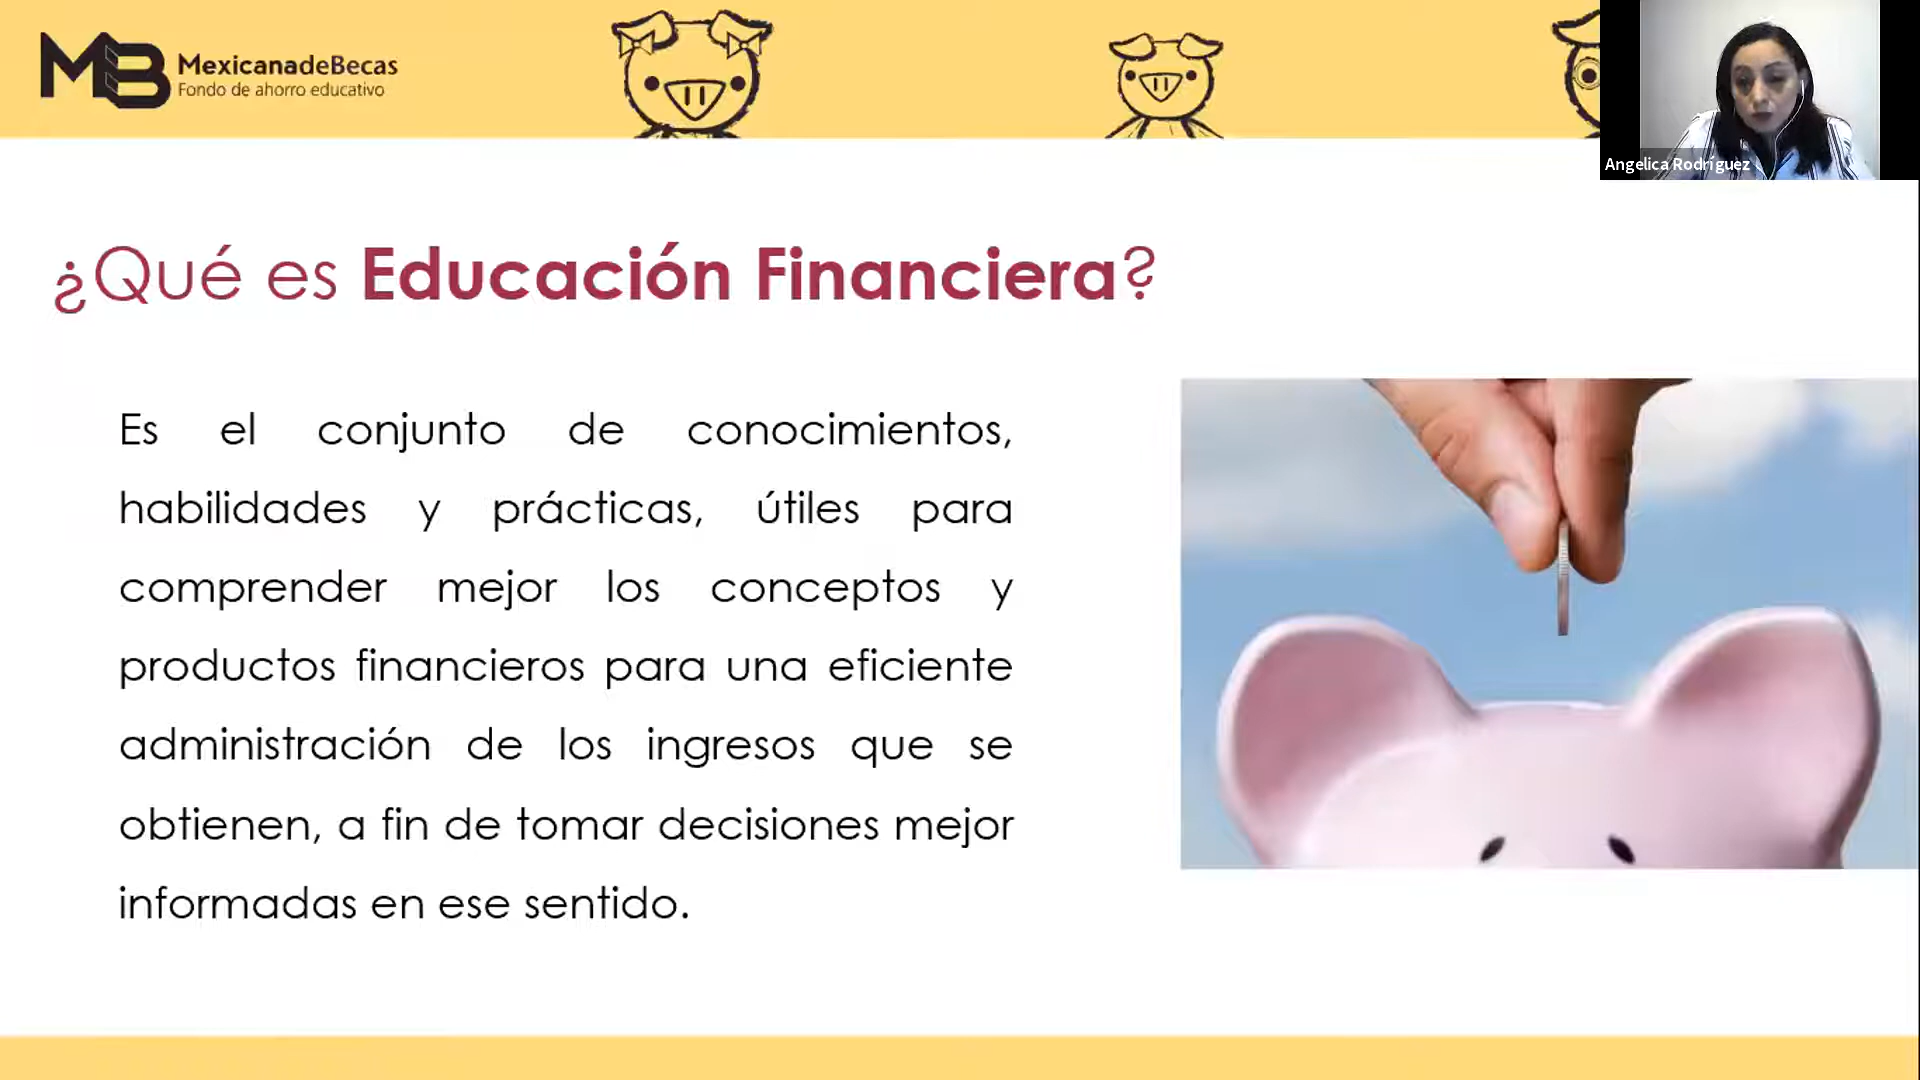 MB MexicanadeBecas
Fondo de ahorro educativo
Angelica Rodríguez
¿Qué es Educación Financiera?
Es el conjunto de conocimientos,
habilidades y prácticas, útiles para
comprender mejor los conceptos y
productos financieros para una eficiente
administración de los ingresos que se
obtienen, a fin de tomar decisiones mejor
informadas en ese sentido.